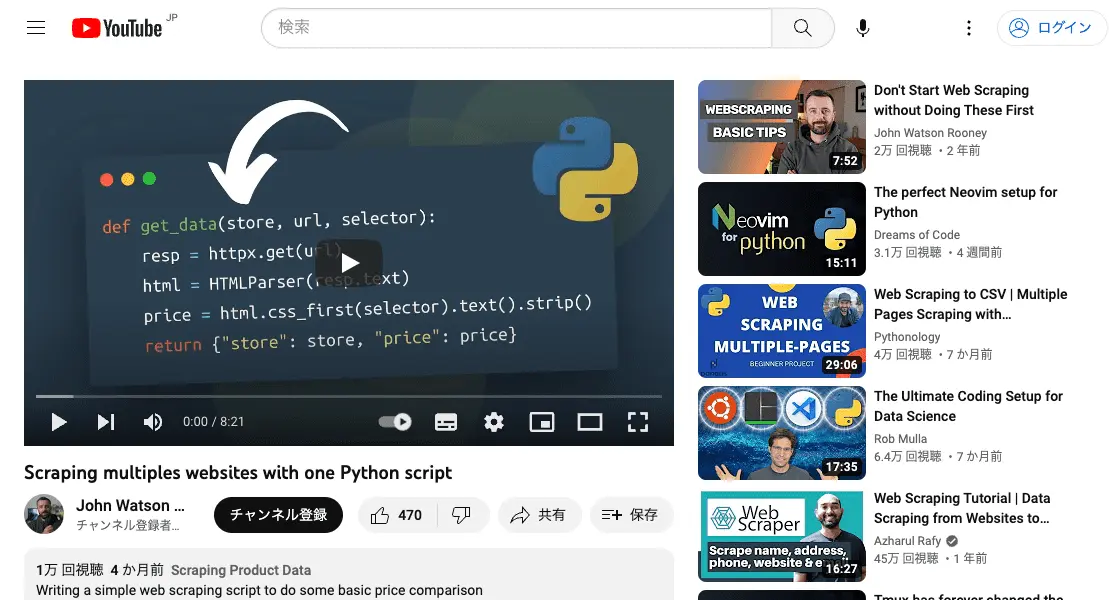 YouTube JP
検索
ログイン
def get_data(store, url, selector):
resp = httpx.get(url)
html = HTMLParser(resp.text)
price = html.css_first(selector).text().strip()
return {"store": store, "price": price}
0:00 / 8:21
Scraping multiples websites with one Python script
John Watson ...
チャンネル登録者...
チャンネル登録
470
共有
保存
1万 回視聴 4 か月前 Scraping Product Data
Writing a simple web scraping script to do some basic price comparison
WEBSCRAPING
BASIC TIPS
7:52
Don't Start Web Scraping
without Doing These First
John Watson Rooney
2万 回視聴 ・2 年前
Neovim
for python
15:11
The perfect Neovim setup for
Python
Dreams of Code
3.1万 回視聴 ・4 週間前
WEB
SCRAPING
MULTIPLE-PAGES
BEGINNER PROJECT
29:06
Web Scraping to CSV | Multiple
Pages Scraping with...
Pythonology
4万 回視聴 ・7 か月前
17:35
The Ultimate Coding Setup for
Data Science
Rob Mulla
6.4万 回視聴 ・7 か月前
Web
Scraper
Scrape name, address,
phone, website &
16:27
Web Scraping Tutorial | Data
Scraping from Websites to...
Azharul Rafy
45万 回視聴 ・1 年前
Tmux has forever changed the